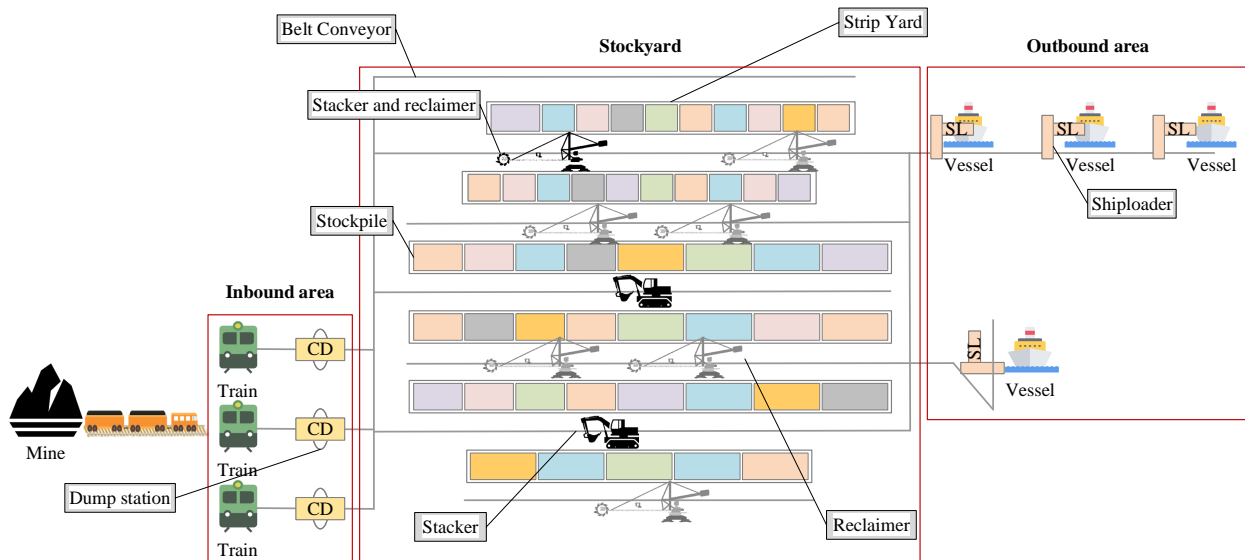 Belt Conveyor
Stockyard
Strip Yard
Outbound area
Stacker and reclaimer
SL
SL
SL
Vessel
Vessel
Vessel
Shiploader
Stockpile
Inbound area
CD
Train
SL
Vessel
Mine
CD
Train
Dump station
CD
Train
Stacker
Reclaimer